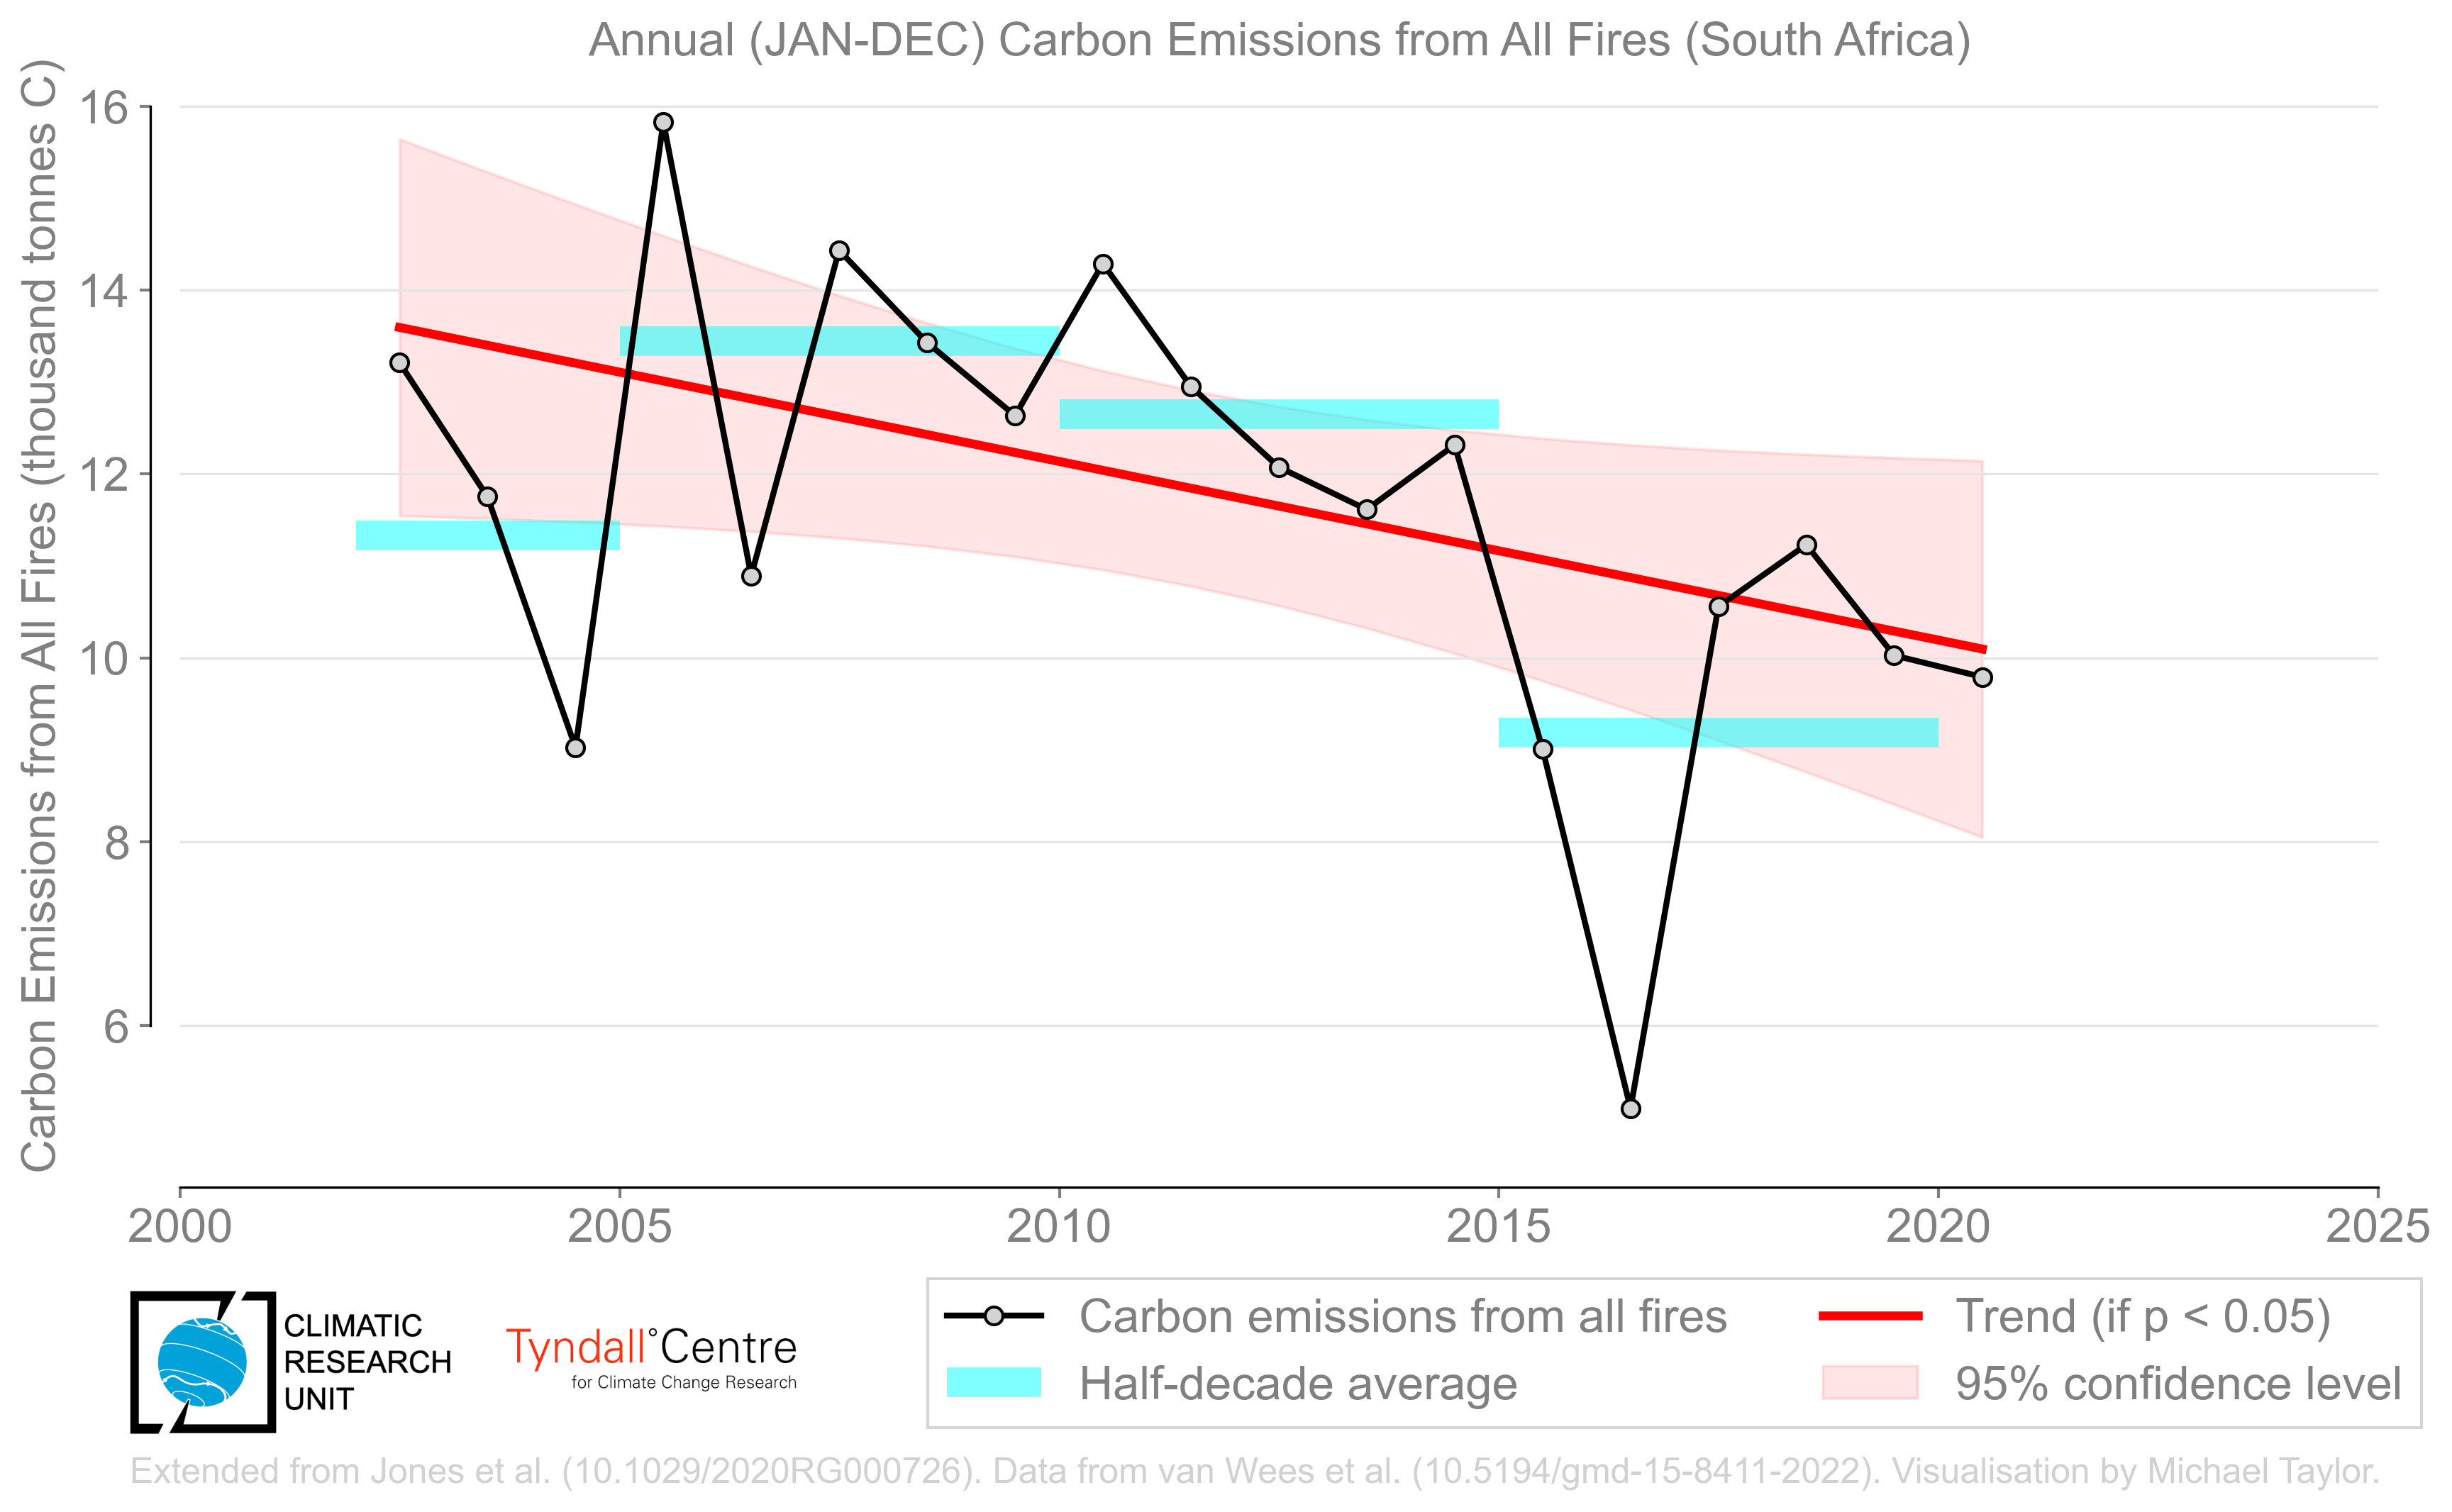 Annual (JAN-DEC) Carbon Emissions from All Fires (South Africa)
Carbon Emissions from All Fires (thousand tonnes C)
16
14
12
10
8
6
2000 2005 2010 2015 2020 2025
Carbon emissions from all fires
Trend (if p < 0.05)
Half-decade average
95% confidence level
CLIMATIC
RESEARCH
UNIT
Tyndall°Centre
for Climate Change Research
Extended from Jones et al. (10.1029/2020RG000726). Data from van Wees et al. (10.5194/gmd-15-8411-2022). Visualisation by Michael Taylor.